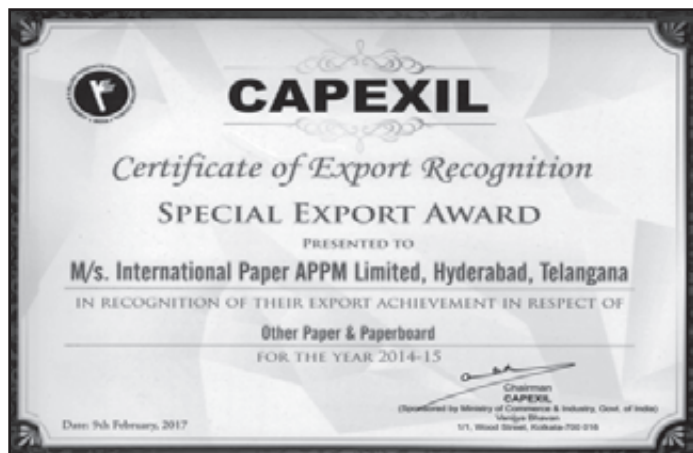 CAPEXIL
Certificate of Export Recognition
SPECIAL EXPORT AWARD
PRESENTED TO
M/s. International Paper APPM Limited, Hyderabad, Telangana
IN RECOGNITION OF THEIR EXPORT ACHIEVEMENT IN RESPECT OF
Other Paper & Paperboard
FOR THE YEAR 2014-15
Chairman
CAPEXIL
(Sponsored by Ministry of Commerce & Industry, Govt. of India)
Vanijya Bhavan
1/1, Wood Street, Kolkata-700 016
Date: 9th February, 2017